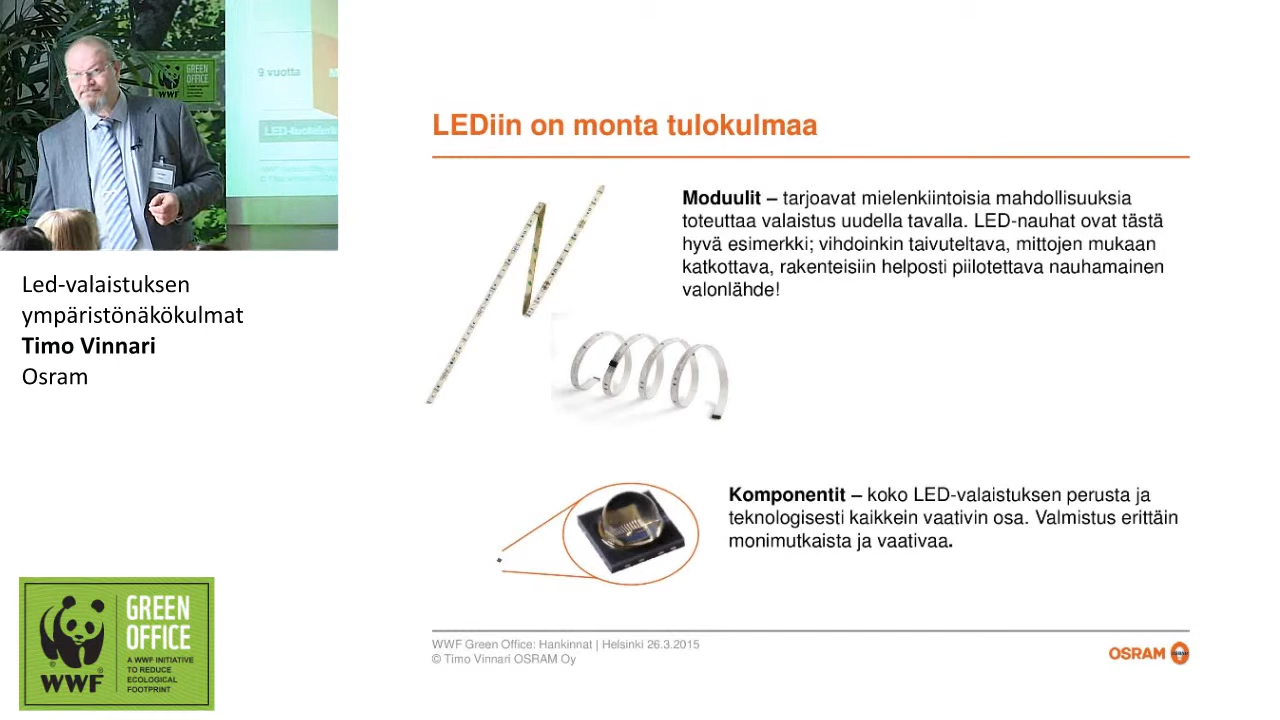 9 vuotta
GREEN
OFFICE
WWF
Led-valaistuksen
ympäristönäkökulmat
Timo Vinnari
Osram
LEDiin on monta tulokulmaa
Moduulit – tarjoavat mielenkiintoisia mahdollisuuksia
toteuttaa valaistus uudella tavalla. LED-nauhat ovat tästä
hyvä esimerkki; vihdoinkin taivuteltava, mittojen mukaan
katkottava, rakenteisiin helposti piilotettava nauhamainen
valonlähde!
Komponentit – koko LED-valaistuksen perusta ja
teknologisesti kaikkein vaativin osa. Valmistus erittäin
monimutkaista ja vaativaa.
WWF Green Office: Hankinnat | Helsinki 26.3.2015
© Timo Vinnari OSRAM Oy
OSRAM
WWF
GREEN
OFFICE
A WWF INITIATIVE
TO REDUCE
ECOLOGICAL
FOOTPRINT